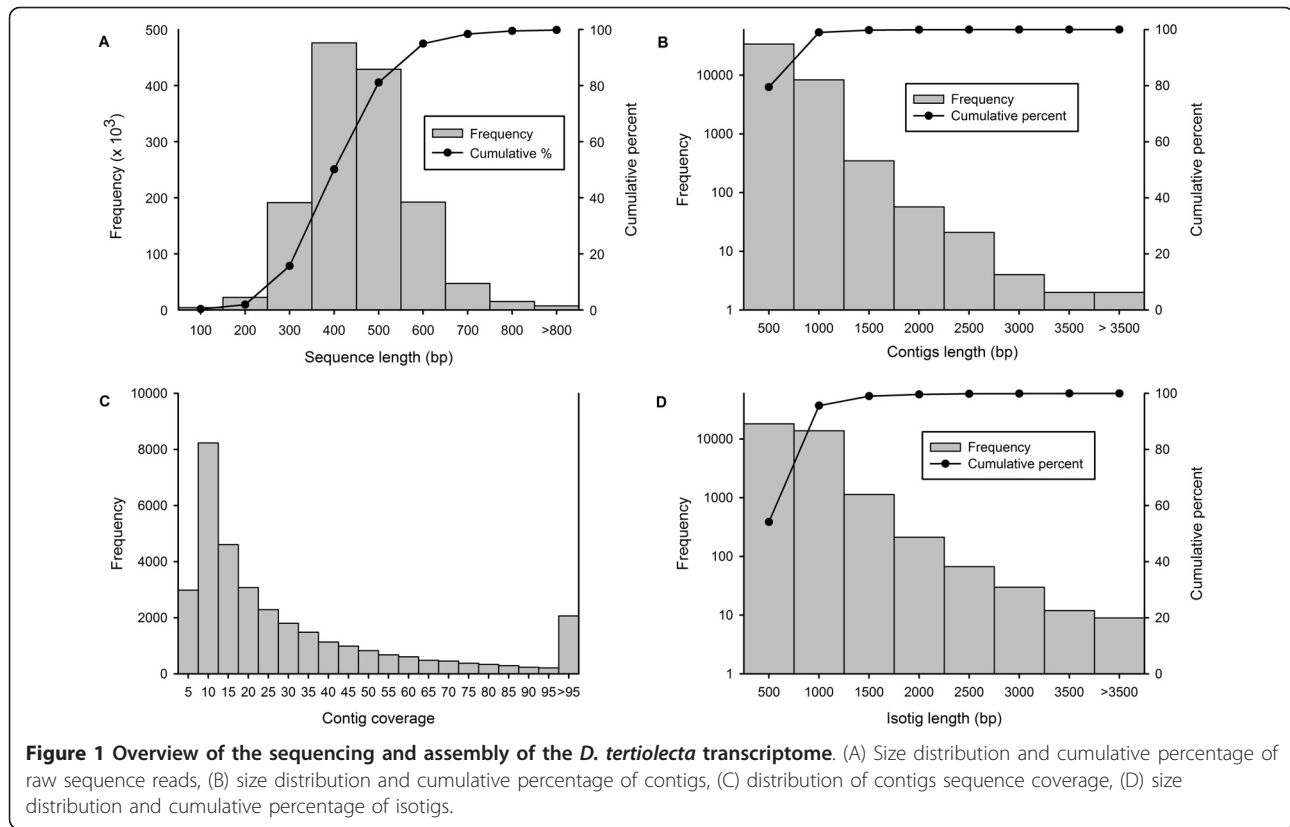 A
500
400
300
200
100
0
Frequency (x 10³)
100
80
60
40
20
0
Cumulative percent
Frequency
Cumulative %
100 200 300 400 500 600 700 800 >800
Sequence length (bp)
B
10000
1000
100
10
1
Frequency
100
80
60
40
20
0
Cumulative percent
Frequency
Cumulative percent
500 1000 1500 2000 2500 3000 3500 > 3500
Contigs length (bp)
C
10000
8000
6000
4000
2000
0
Frequency
5 10 15 20 25 30 35 40 45 50 55 60 65 70 75 80 85 90 95 >95
Contig coverage
D
10000
1000
100
10
1
Frequency
100
80
60
40
20
0
Cumulative percent
Frequency
Cumulative percent
500 1000 1500 2000 2500 3000 3500 >3500
Isotig length (bp)
Figure 1 Overview of the sequencing and assembly of the D. tertiolecta transcriptome. (A) Size distribution and cumulative percentage of
raw sequence reads, (B) size distribution and cumulative percentage of contigs, (C) distribution of contigs sequence coverage, (D) size
distribution and cumulative percentage of isotigs.